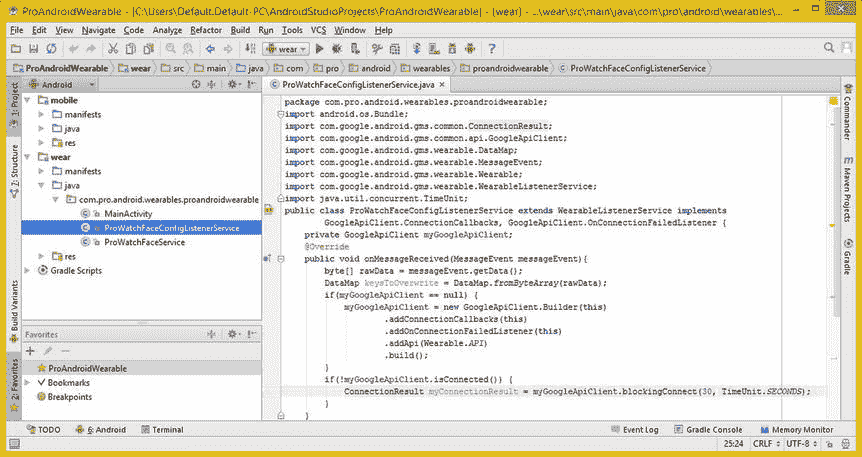 ProAndroidWearable - [C:\Users\Default.Default-PC\AndroidStudioProjects\ProAndroidWearable] - [wear] - ...\wear\src\main\java\com\pro\android\wearables\...
File Edit View Navigate Code Analyze Refactor Build Run Tools VCS Window Help
wear
ProAndroidWearable wear src main java com pro android wearables proandroidwearable ProWatchFaceConfigListenerService
Android
ProWatchFaceConfigListenerService.java
1: Project
7: Structure
Build Variants
2: Favorites
mobile
manifests
java
res
wear
manifests
java
com.pro.android.wearables.proandroidwearable
MainActivity
ProWatchFaceConfigListenerService
ProWatchFaceService
res
Gradle Scripts
Favorites
ProAndroidWearable
Bookmarks
Breakpoints
package com.pro.android.wearables.proandroidwearable;
import android.os.Bundle;
import com.google.android.gms.common.ConnectionResult;
import com.google.android.gms.common.api.GoogleApiClient;
import com.google.android.gms.wearable.DataMap;
import com.google.android.gms.wearable.MessageEvent;
import com.google.android.gms.wearable.Wearable;
import com.google.android.gms.wearable.WearableListenerService;
import java.util.concurrent.TimeUnit;
public class ProWatchFaceConfigListenerService extends WearableListenerService implements
GoogleApiClient.ConnectionCallbacks, GoogleApiClient.OnConnectionFailedListener {
private GoogleApiClient myGoogleApiClient;
@Override
public void onMessageReceived(MessageEvent messageEvent){
byte[] rawData = messageEvent.getData();
DataMap keysToOverwrite = DataMap.fromByteArray(rawData);
if(myGoogleApiClient == null) {
myGoogleApiClient = new GoogleApiClient.Builder(this)
.addConnectionCallbacks(this)
.addOnConnectionFailedListener(this)
.addApi(Wearable.API)
.build();
}
if(!myGoogleApiClient.isConnected()) {
ConnectionResult myConnectionResult = myGoogleApiClient.blockingConnect(30, TimeUnit.SECONDS);
}
}
Commander
Maven Projects
Gradle
TODO 6: Android Terminal Event Log Gradle Console Memory Monitor
25:24 CRLF UTF-8